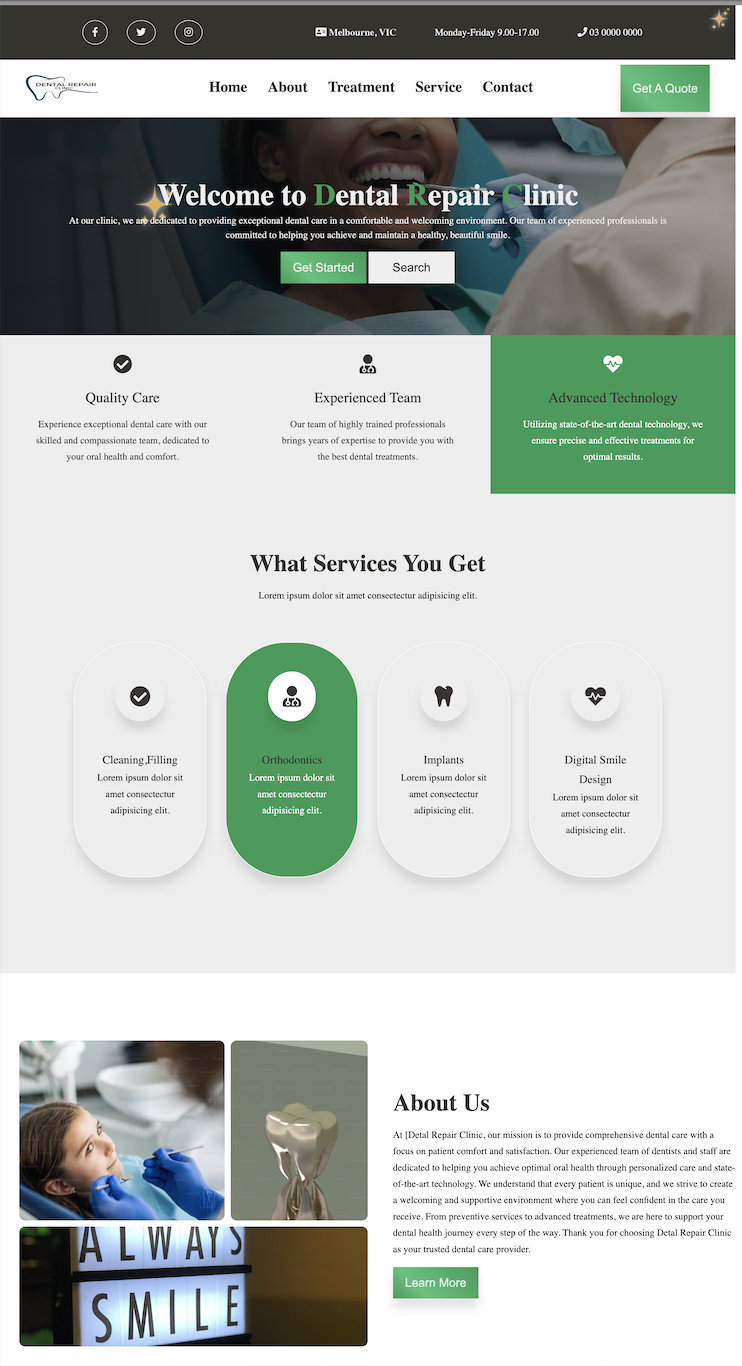 Melbourne, VIC Monday-Friday 9.00-17.00 03 0000 0000
DENTAL REPAIR
CLINIC
Home About Treatment Service Contact
Get A Quote
Welcome to Dental Repair Clinic
At our clinic, we are dedicated to providing exceptional dental care in a comfortable and welcoming environment. Our team of experienced professionals is
committed to helping you achieve and maintain a healthy, beautiful smile.
Get Started Search
Quality Care
Experience exceptional dental care with our
skilled and compassionate team, dedicated to
your oral health and comfort.
Experienced Team
Our team of highly trained professionals
brings years of expertise to provide you with
the best dental treatments.
Advanced Technology
Utilizing state-of-the-art dental technology, we
ensure precise and effective treatments for
optimal results.
What Services You Get
Lorem ipsum dolor sit amet consectectur adipisicing elit.
Cleaning,Filling
Lorem ipsum dolor sit
amet consectectur
adipisicing elit.
Orthodontics
Lorem ipsum dolor sit
amet consectectur
adipisicing elit.
Implants
Lorem ipsum dolor sit
amet consectectur
adipisicing elit.
Digital Smile
Design
Lorem ipsum dolor sit
amet consectectur
adipisicing elit.
ALWAYS
SMILE
About Us
At [Detal Repair Clinic, our mission is to provide comprehensive dental care with a
focus on patient comfort and satisfaction. Our experienced team of dentists and staff are
dedicated to helping you achieve optimal oral health through personalized care and state-
of-the-art technology. We understand that every patient is unique, and we strive to create
a welcoming and supportive environment where you can feel confident in the care you
receive. From preventive services to advanced treatments, we are here to support your
dental health journey every step of the way. Thank you for choosing Detal Repair Clinic
as your trusted dental care provider.
Learn More